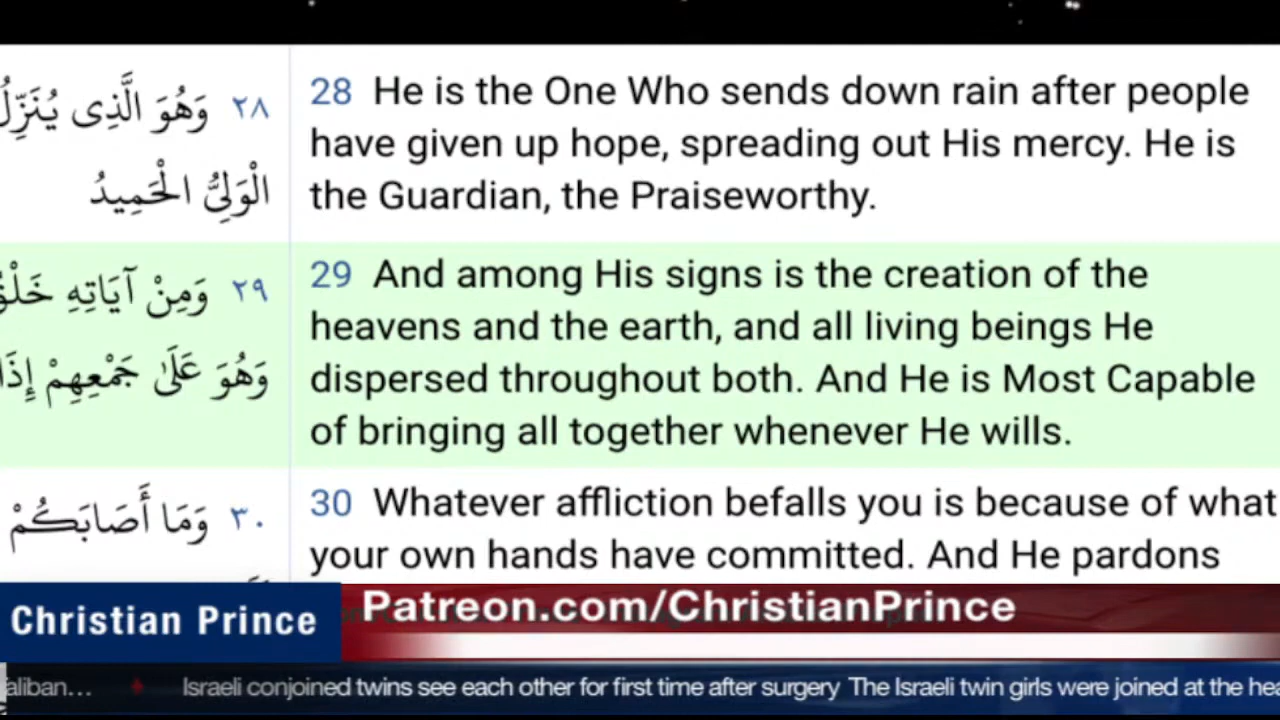 ٢٨ وَهُوَ الَّذِى يُنَزِّلُ
الْوَلِىُّ الْحَمِيدُ
28 He is the One Who sends down rain after people
have given up hope, spreading out His mercy. He is
the Guardian, the Praiseworthy.
٢٩ وَمِنْ آيَاتِهِ خَلْقُ
وَهُوَ عَلَىٰ جَمْعِهِمْ إِذَا
29 And among His signs is the creation of the
heavens and the earth, and all living beings He
dispersed throughout both. And He is Most Capable
of bringing all together whenever He wills.
٣٠ وَمَا أَصَابَكُمْ
30 Whatever affliction befalls you is because of what
your own hands have committed. And He pardons
Christian Prince
Patreon.com/ChristianPrince
aliban... Israeli conjoined twins see each other for first time after surgery The Israeli twin girls were joined at the hea